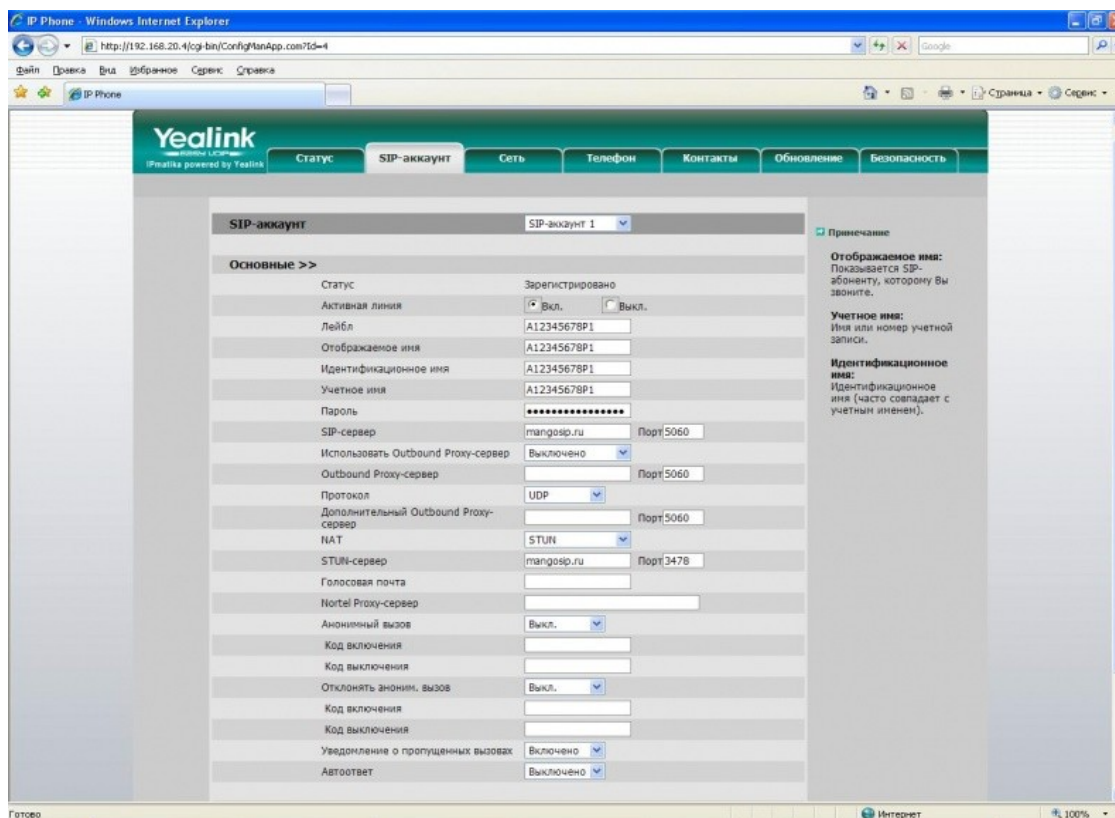 IP Phone - Windows Internet Explorer
http://192.168.20.4/cgi-bin/ConfigManApp.com?Id=4
Google
Файл Правка Вид Избранное Сервис Справка
IP Phone
Страница Сервис
Yealink
EASY VOIP
IPmatika powered by Yealink
Статус SIP-аккаунт Сеть Телефон Контакты Обновление Безопасность
SIP-аккаунт SIP-аккаунт 1
Основные >>
Статус Зарегистрировано
Активная линия Вкл. Выкл.
Лейбл A12345678P1
Отображаемое имя A12345678P1
Идентификационное имя A12345678P1
Учетное имя A12345678P1
Пароль ••••••••••••••••
SIP-сервер mangosip.ru Порт 5060
Использовать Outbound Proxy-сервер Выключено
Outbound Proxy-сервер Порт 5060
Протокол UDP
Дополнительный Outbound Proxy-
сервер Порт 5060
NAT STUN
STUN-сервер mangosip.ru Порт 3478
Голосовая почта
Nortel Proxy-сервер
Анонимный вызов Выкл.
Код включения
Код выключения
Отклонять аноним. вызов Выкл.
Код включения
Код выключения
Уведомление о пропущенных вызовах Включено
Автоответ Выключено
Примечание
Отображаемое имя:
Показывается SIP-
абоненту, которому Вы
звоните.
Учетное имя:
Имя или номер учетной
записи.
Идентификационное
имя:
Идентификационное
имя (часто совпадает с
учетным именем).
Готово Интернет 100%